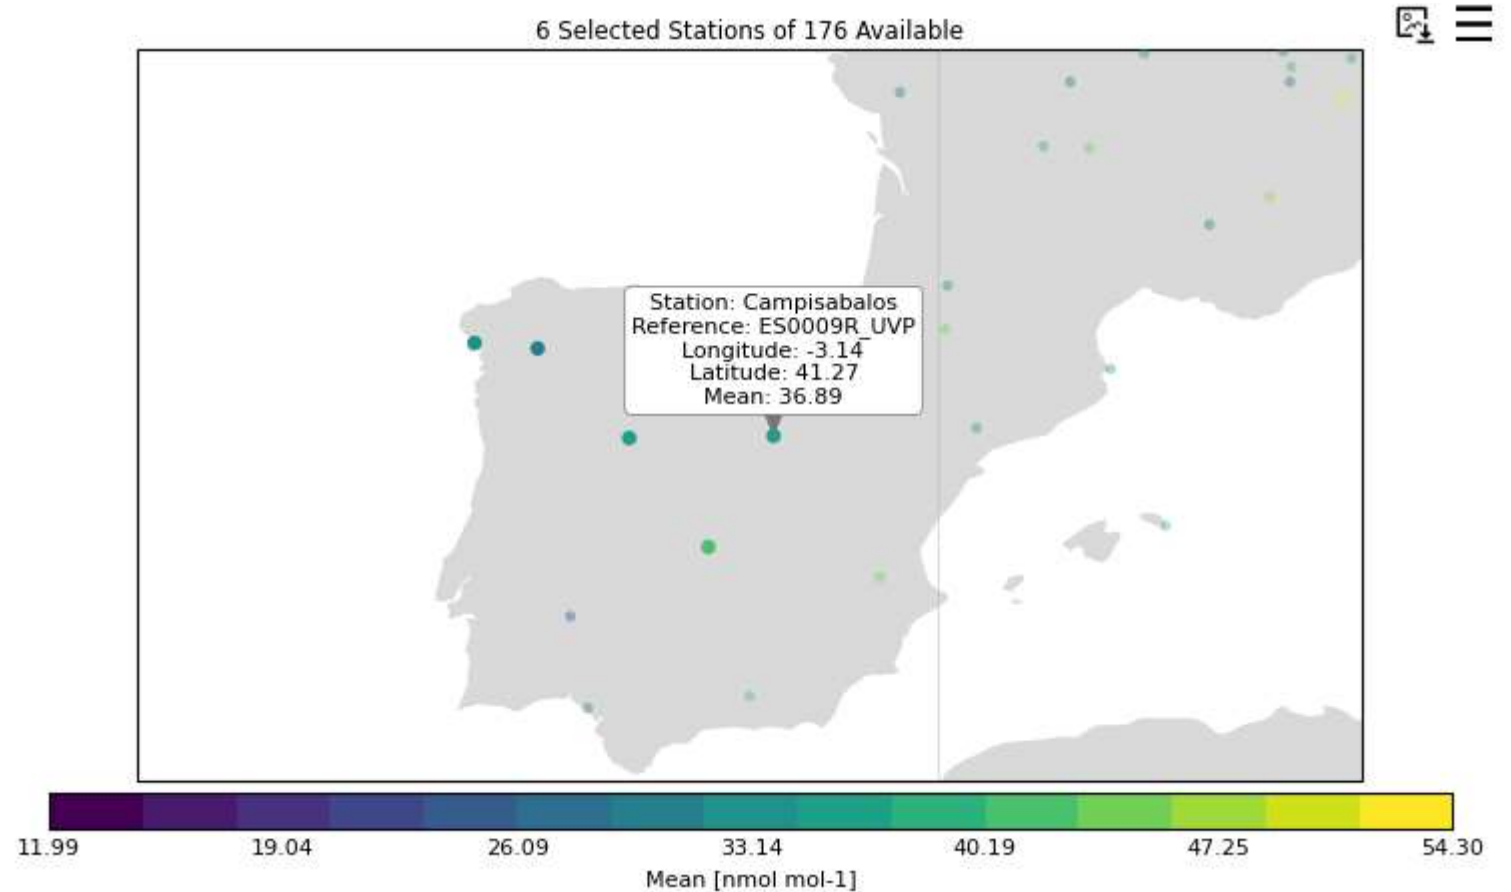 6 Selected Stations of 176 Available
Station: Campisabalos
Reference: ES0009R_UVP
Longitude: -3.14
Latitude: 41.27
Mean: 36.89
11.99 19.04 26.09 33.14 40.19 47.25 54.30
Mean [nmol mol-1]